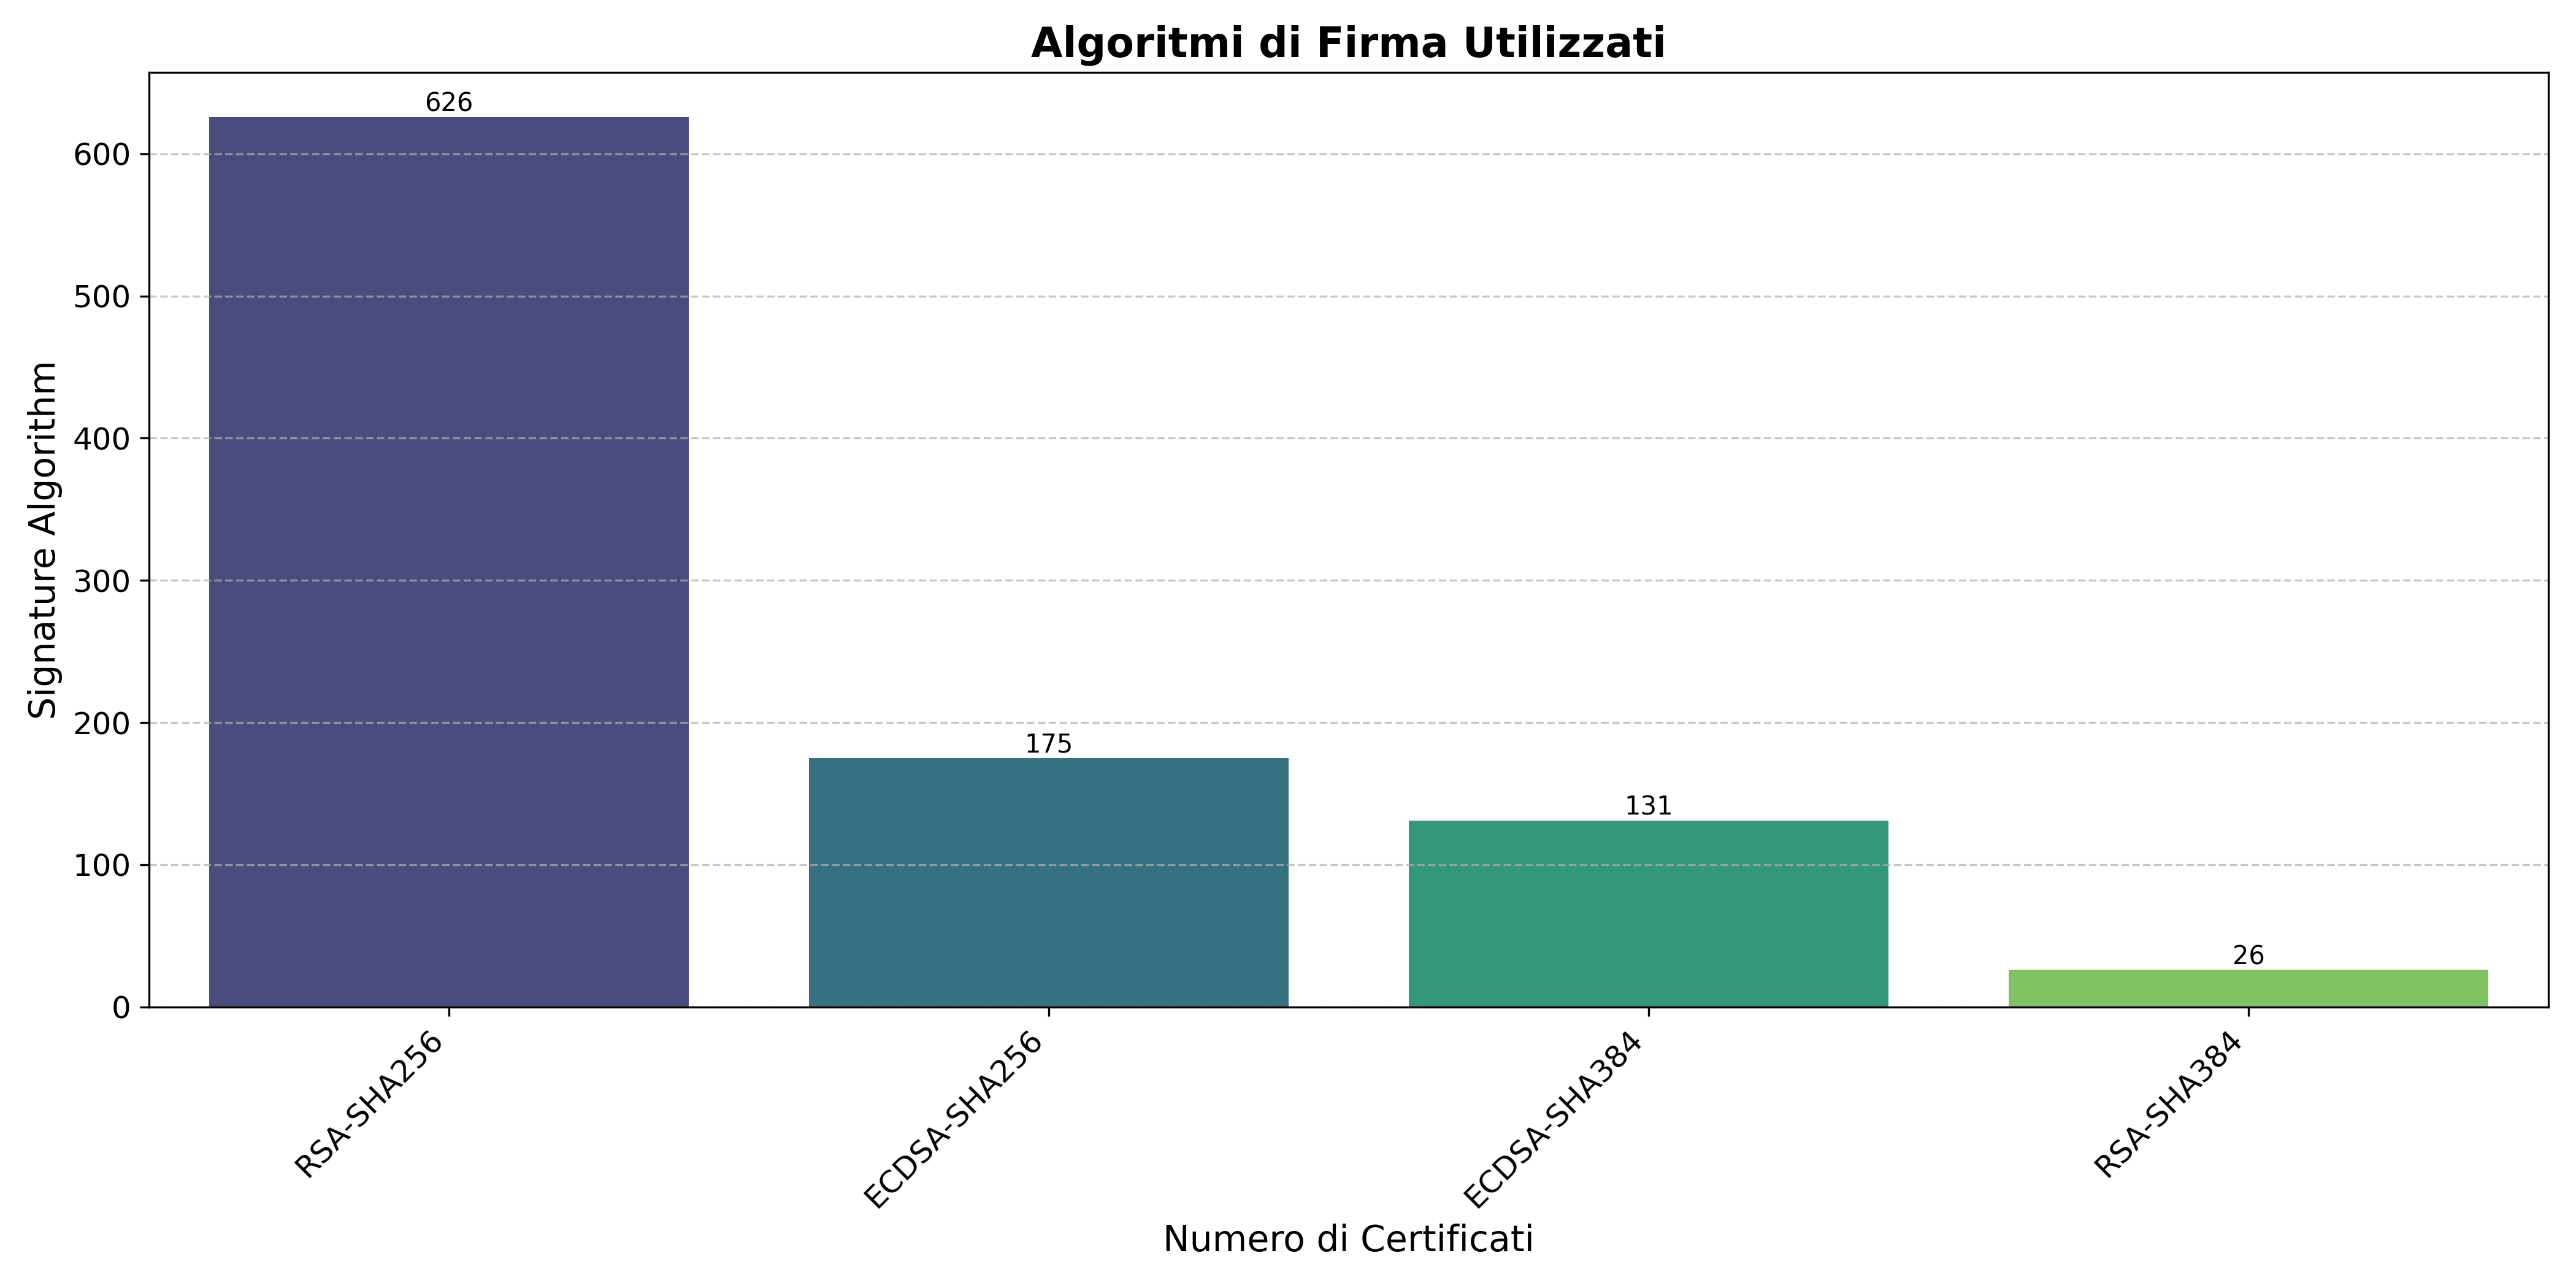 Algoritmi di Firma Utilizzati
Signature Algorithm
600
500
400
300
200
100
0
626
175
131
26
RSA-SHA256
ECDSA-SHA256
ECDSA-SHA384
RSA-SHA384
Numero di Certificati